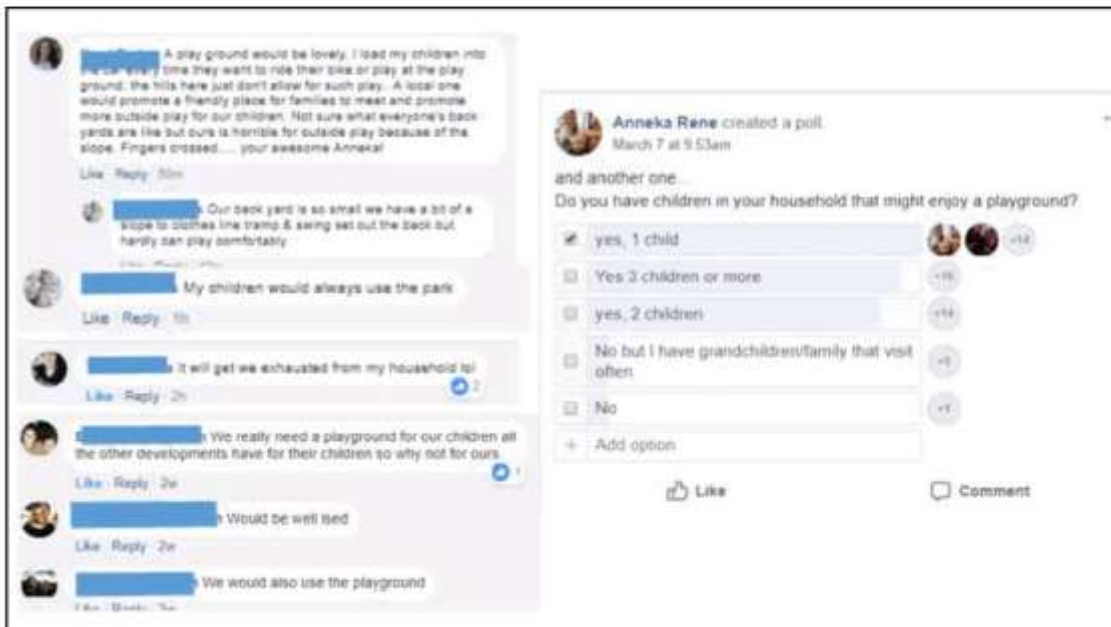 A play ground would be lovely. I load my children into
the car every time they want to ride their bike or play at the play
ground, the hills here just don't allow for such play. A local one
would promote a friendly place for families to meet and promote
more outside play for our children. Not sure what everyone's back
yards are like but ours is horrible for outside play because of the
slope. Fingers crossed..... your awesome Anneka!
Like Reply 50m
Our back yard is so small we have a bit of a
slope to clothes line tramp & swing set out the back but
hardly can play comfortably
My children would always use the park
Like Reply 1h
It will get we exhausted from my household lol
2
Like Reply 2h
We really need a playground for our children all
the other developments have for their children so why not for ours
1
Like Reply 2w
Would be well ised
Like Reply 2w
We would also use the playground
Like Reply
Anneka Rene created a poll.
March 7 at 9:53am
and another one...
Do you have children in your household that might enjoy a playground?
yes, 1 child
+14
Yes 3 children or more
yes, 2 children
+14
No but I have grandchildren/family that visit
often
+1
No
+1
+ Add option
Like
Comment